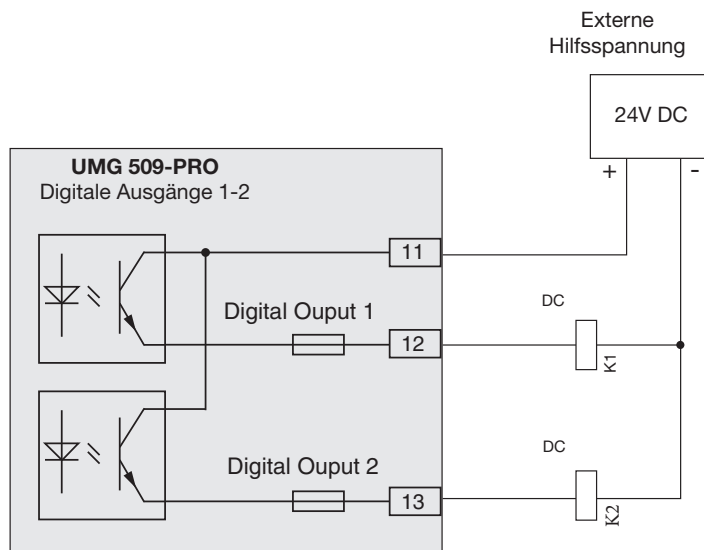 Externe
Hilfsspannung
24V DC
+ -
UMG 509-PRO
Digitale Ausgänge 1-2
11
DC
Digital Ouput 1
12
K1
DC
Digital Ouput 2
13
K2